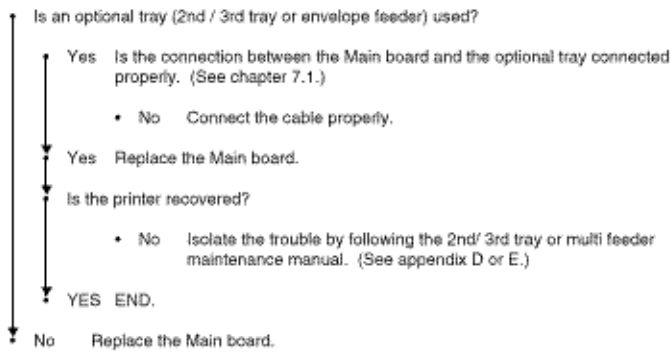 • Is an optional tray (2nd / 3rd tray or envelope feeder) used?
• Yes Is the connection between the Main board and the optional tray connected
properly. (See chapter 7.1.)
• No Connect the cable properly.
• Yes Replace the Main board.
• Is the printer recovered?
• No Isolate the trouble by following the 2nd/ 3rd tray or multi feeder
maintenance manual. (See appendix D or E.)
• YES END.
• No Replace the Main board.